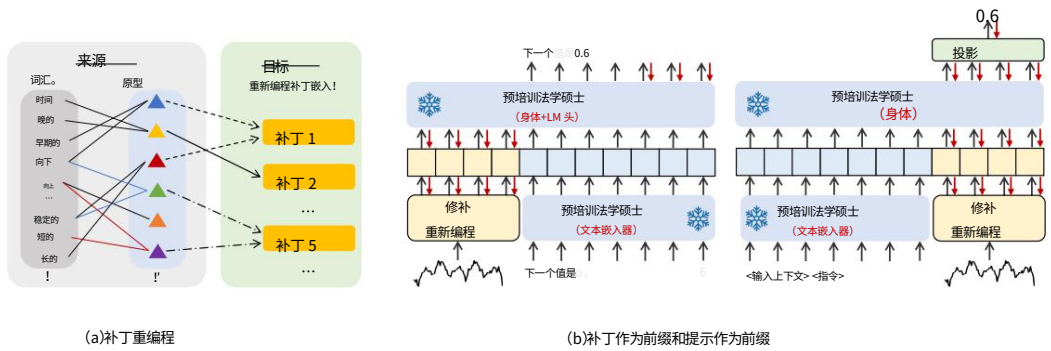 来源
词汇。
原型
时间
晚的
早期的
向下
向上
...
稳定的
短的
长的
!
!'
目标
重新编程补丁嵌入!
补丁 1
补丁 2
...
补丁 5
...
(a)补丁重编程
下一个值是0.6
预培训法学硕士
(身体+LM 头)
修补
重新编程
预培训法学硕士
(文本嵌入器)
下一个值是0. 6
0.6
投影
预培训法学硕士
(身体)
预培训法学硕士
(文本嵌入器)
修补
重新编程
<输入上下文> <指令>
(b)补丁作为前缀和提示作为前缀